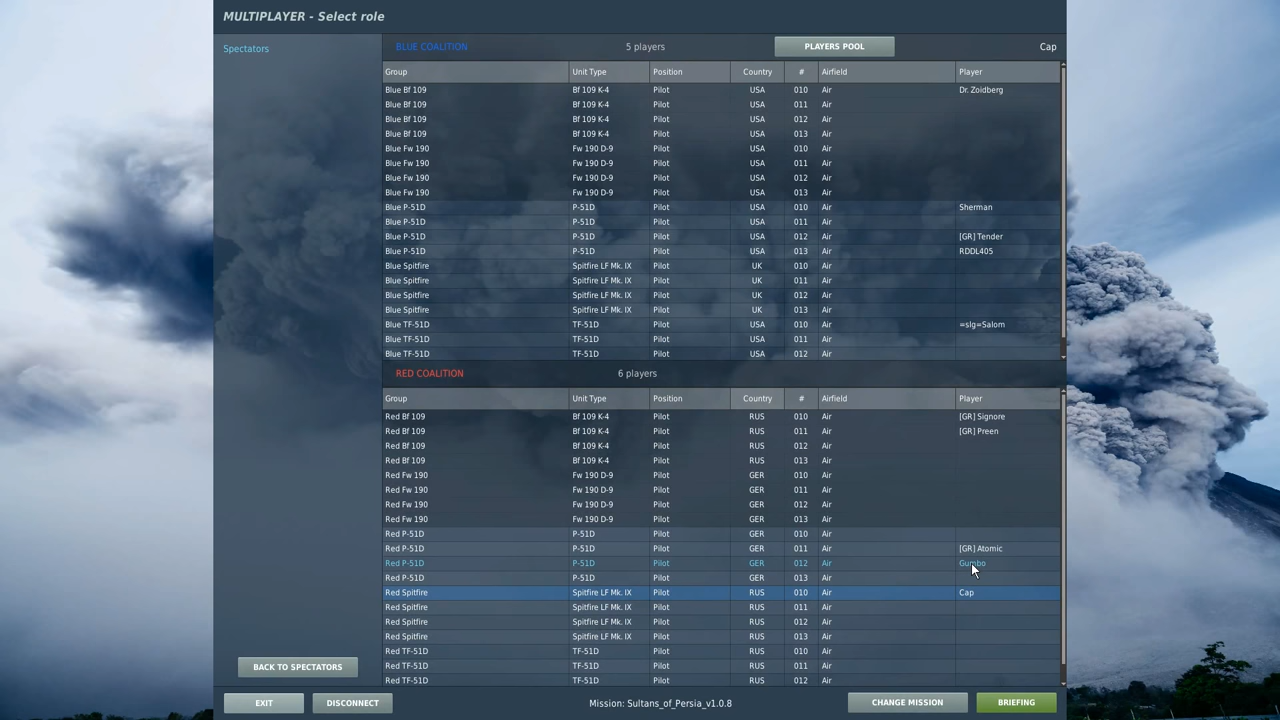 MULTIPLAYER - Select role
Spectators
BLUE COALITION 5 players PLAYERS POOL Cap
Group Unit Type Position Country # Airfield Player
Blue Bf 109 Bf 109 K-4 Pilot USA 010 Air Dr. Zoidberg
Blue Bf 109 Bf 109 K-4 Pilot USA 011 Air
Blue Bf 109 Bf 109 K-4 Pilot USA 012 Air
Blue Bf 109 Bf 109 K-4 Pilot USA 013 Air
Blue Fw 190 Fw 190 D-9 Pilot USA 010 Air
Blue Fw 190 Fw 190 D-9 Pilot USA 011 Air
Blue Fw 190 Fw 190 D-9 Pilot USA 012 Air
Blue Fw 190 Fw 190 D-9 Pilot USA 013 Air
Blue P-51D P-51D Pilot USA 010 Air Sherman
Blue P-51D P-51D Pilot USA 011 Air
Blue P-51D P-51D Pilot USA 012 Air [GR] Tender
Blue P-51D P-51D Pilot USA 013 Air RDDL405
Blue Spitfire Spitfire LF Mk. IX Pilot UK 010 Air
Blue Spitfire Spitfire LF Mk. IX Pilot UK 011 Air
Blue Spitfire Spitfire LF Mk. IX Pilot UK 012 Air
Blue Spitfire Spitfire LF Mk. IX Pilot UK 013 Air
Blue TF-51D TF-51D Pilot USA 010 Air =slg=Salom
Blue TF-51D TF-51D Pilot USA 011 Air
Blue TF-51D TF-51D Pilot USA 012 Air
RED COALITION 6 players
Group Unit Type Position Country # Airfield Player
Red Bf 109 Bf 109 K-4 Pilot RUS 010 Air [GR] Signore
Red Bf 109 Bf 109 K-4 Pilot RUS 011 Air [GR] Preen
Red Bf 109 Bf 109 K-4 Pilot RUS 012 Air
Red Bf 109 Bf 109 K-4 Pilot RUS 013 Air
Red Fw 190 Fw 190 D-9 Pilot GER 010 Air
Red Fw 190 Fw 190 D-9 Pilot GER 011 Air
Red Fw 190 Fw 190 D-9 Pilot GER 012 Air
Red Fw 190 Fw 190 D-9 Pilot GER 013 Air
Red P-51D P-51D Pilot GER 010 Air
Red P-51D P-51D Pilot GER 011 Air [GR] Atomic
Red P-51D P-51D Pilot GER 012 Air Gumbo
Red P-51D P-51D Pilot GER 013 Air
Red Spitfire Spitfire LF Mk. IX Pilot RUS 010 Air Cap
Red Spitfire Spitfire LF Mk. IX Pilot RUS 011 Air
Red Spitfire Spitfire LF Mk. IX Pilot RUS 012 Air
Red Spitfire Spitfire LF Mk. IX Pilot RUS 013 Air
Red TF-51D TF-51D Pilot RUS 010 Air
Red TF-51D TF-51D Pilot RUS 011 Air
Red TF-51D TF-51D Pilot RUS 012 Air
BACK TO SPECTATORS
EXIT DISCONNECT Mission: Sultans_of_Persia_v1.0.8 CHANGE MISSION BRIEFING